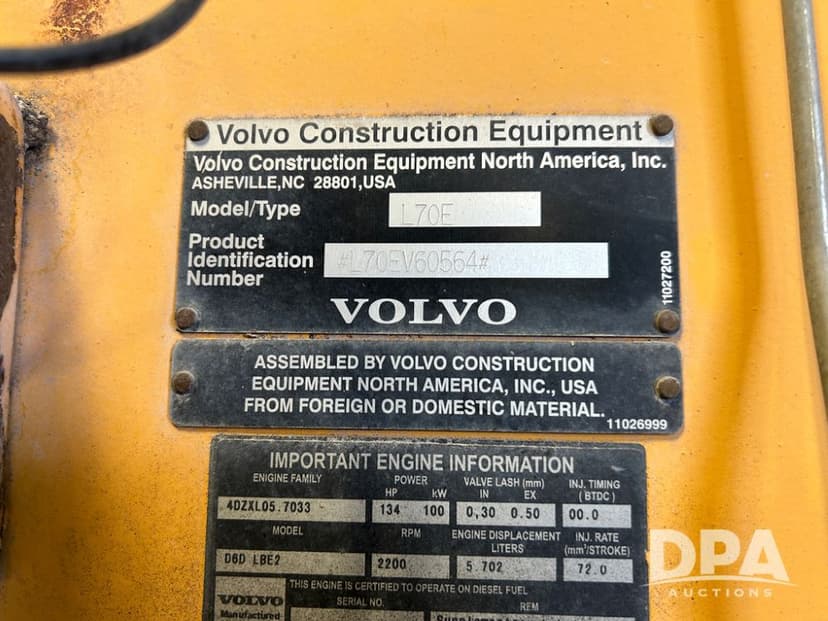 Volvo Construction Equipment
Volvo Construction Equipment North America, Inc.
ASHEVILLE,NC 28801,USA
Model/Type L70E
Product Identification Number #L70EV60564#
VOLVO
11027200
ASSEMBLED BY VOLVO CONSTRUCTION
EQUIPMENT NORTH AMERICA, INC., USA
FROM FOREIGN OR DOMESTIC MATERIAL.
11026999
IMPORTANT ENGINE INFORMATION
ENGINE FAMILY POWER VALVE LASH (mm) INJ. TIMING
HP kW IN EX (BTDC)
4DZXL05.7033 134 100 0,30 0.50 00.0
MODEL RPM ENGINE DISPLACEMENT LITERS INJ. RATE (mm³/STROKE)
D6D LBE2 2200 5.702 72.0
THIS ENGINE IS CERTIFIED TO OPERATE ON DIESEL FUEL
VOLVO SERIAL NO. REM
Manufactured
DPA
AUCTIONS